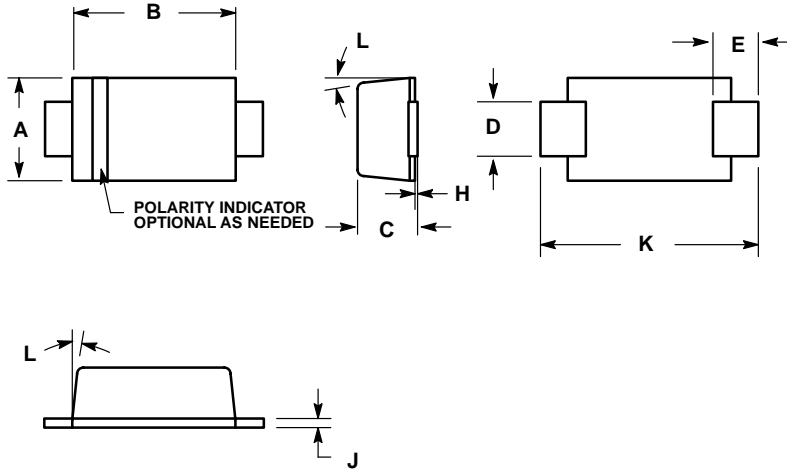 B
L
E
A
D
POLARITY INDICATOR
OPTIONAL AS NEEDED
H
C
K
L
J